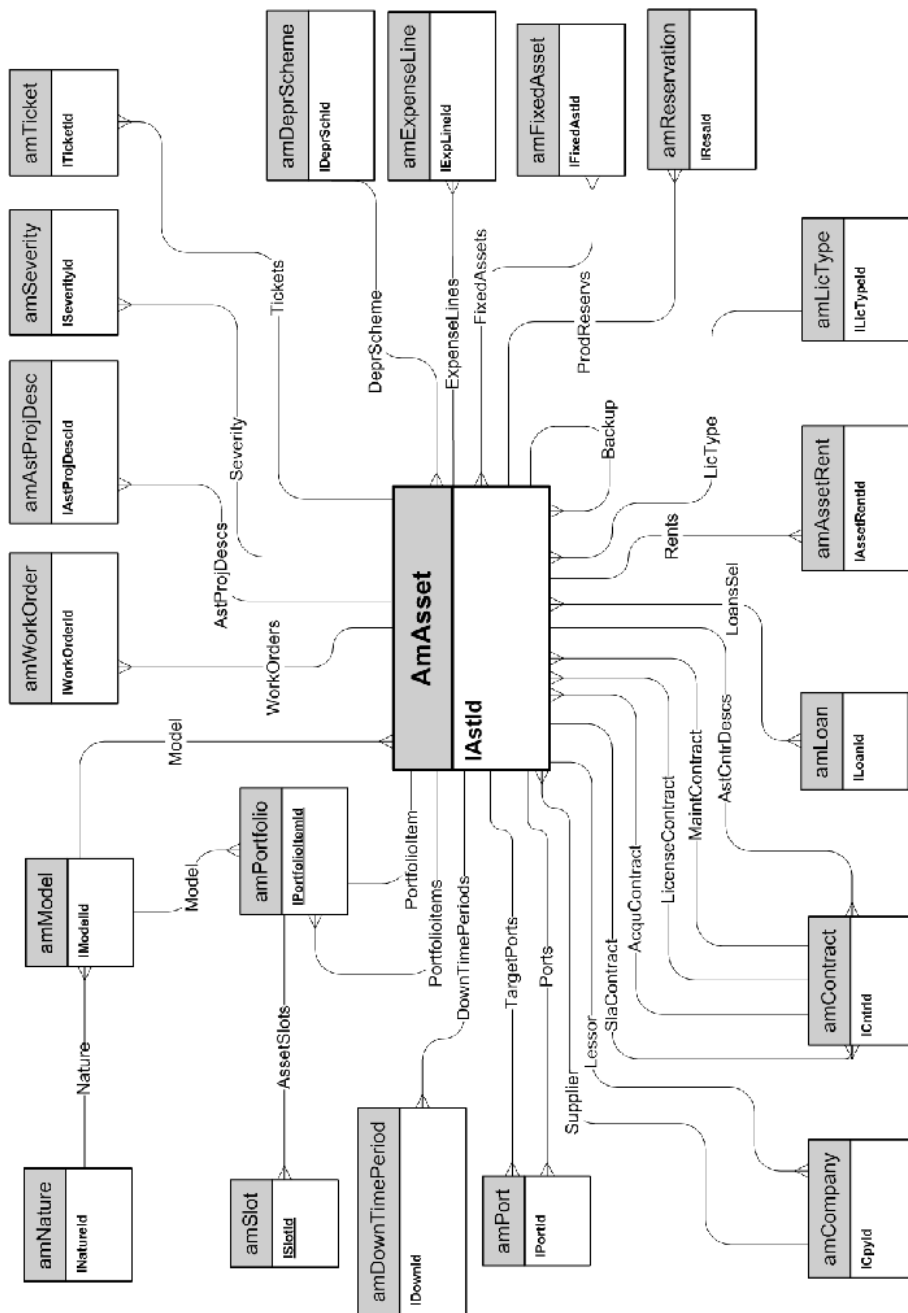 amNature
lNatureId
Nature
amModel
lModelId
Model
amWorkOrder
lWorkOrderId
amAstProjDesc
lAstProjDescId
amSeverity
lSeverityId
amTicket
lTicketId
Model
AstProjDescs
Severity
Tickets
WorkOrders
amSlot
lSlotId
AssetSlots
amPortfolio
lPortfolioItemId
amDeprScheme
lDeprSchId
DeprScheme
amDownTimePeriod
lDownId
PortfolioItem
PortfolioItems
DownTimePeriods
AmAsset
lAstId
amExpenseLine
lExpLineId
ExpenseLines
FixedAssets
amFixedAsset
lFixedAstId
amPort
lPortId
TargetPorts
Ports
ProdReservs
amReservation
lResaId
Supplier
Lessor
SlaContract
AcquContract
LicenseContract
MaintContract
AstCntrDescs
LoansSel
Rents
LicType
Backup
amCompany
lCpyId
amContract
lCntrId
amLoan
lLoanId
amAssetRent
lAssetRentId
amLicType
lLicTypeId